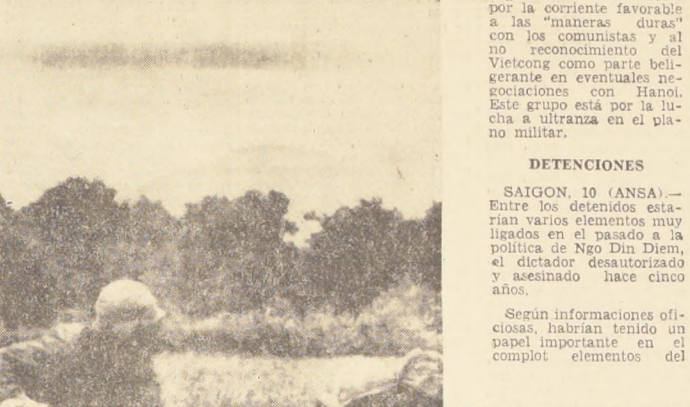 por la corriente favorable
a las "maneras duras"
con los comunistas y al
no reconocimiento del
Vietcong como parte beli-
gerante en eventuales ne-
gociaciones con Hanoi.
Este grupo está por la lu-
cha a ultranza en el pla-
no militar.
DETENCIONES
SAIGON, 10 (ANSA).—
Entre los detenidos esta-
rían varios elementos muy
ligados en el pasado a la
política de Ngo Din Diem,
el dictador desautorizado
y asesinado hace cinco
años.
Según informaciones ofi-
ciosas, habrían tenido un
papel importante en el
complot elementos del